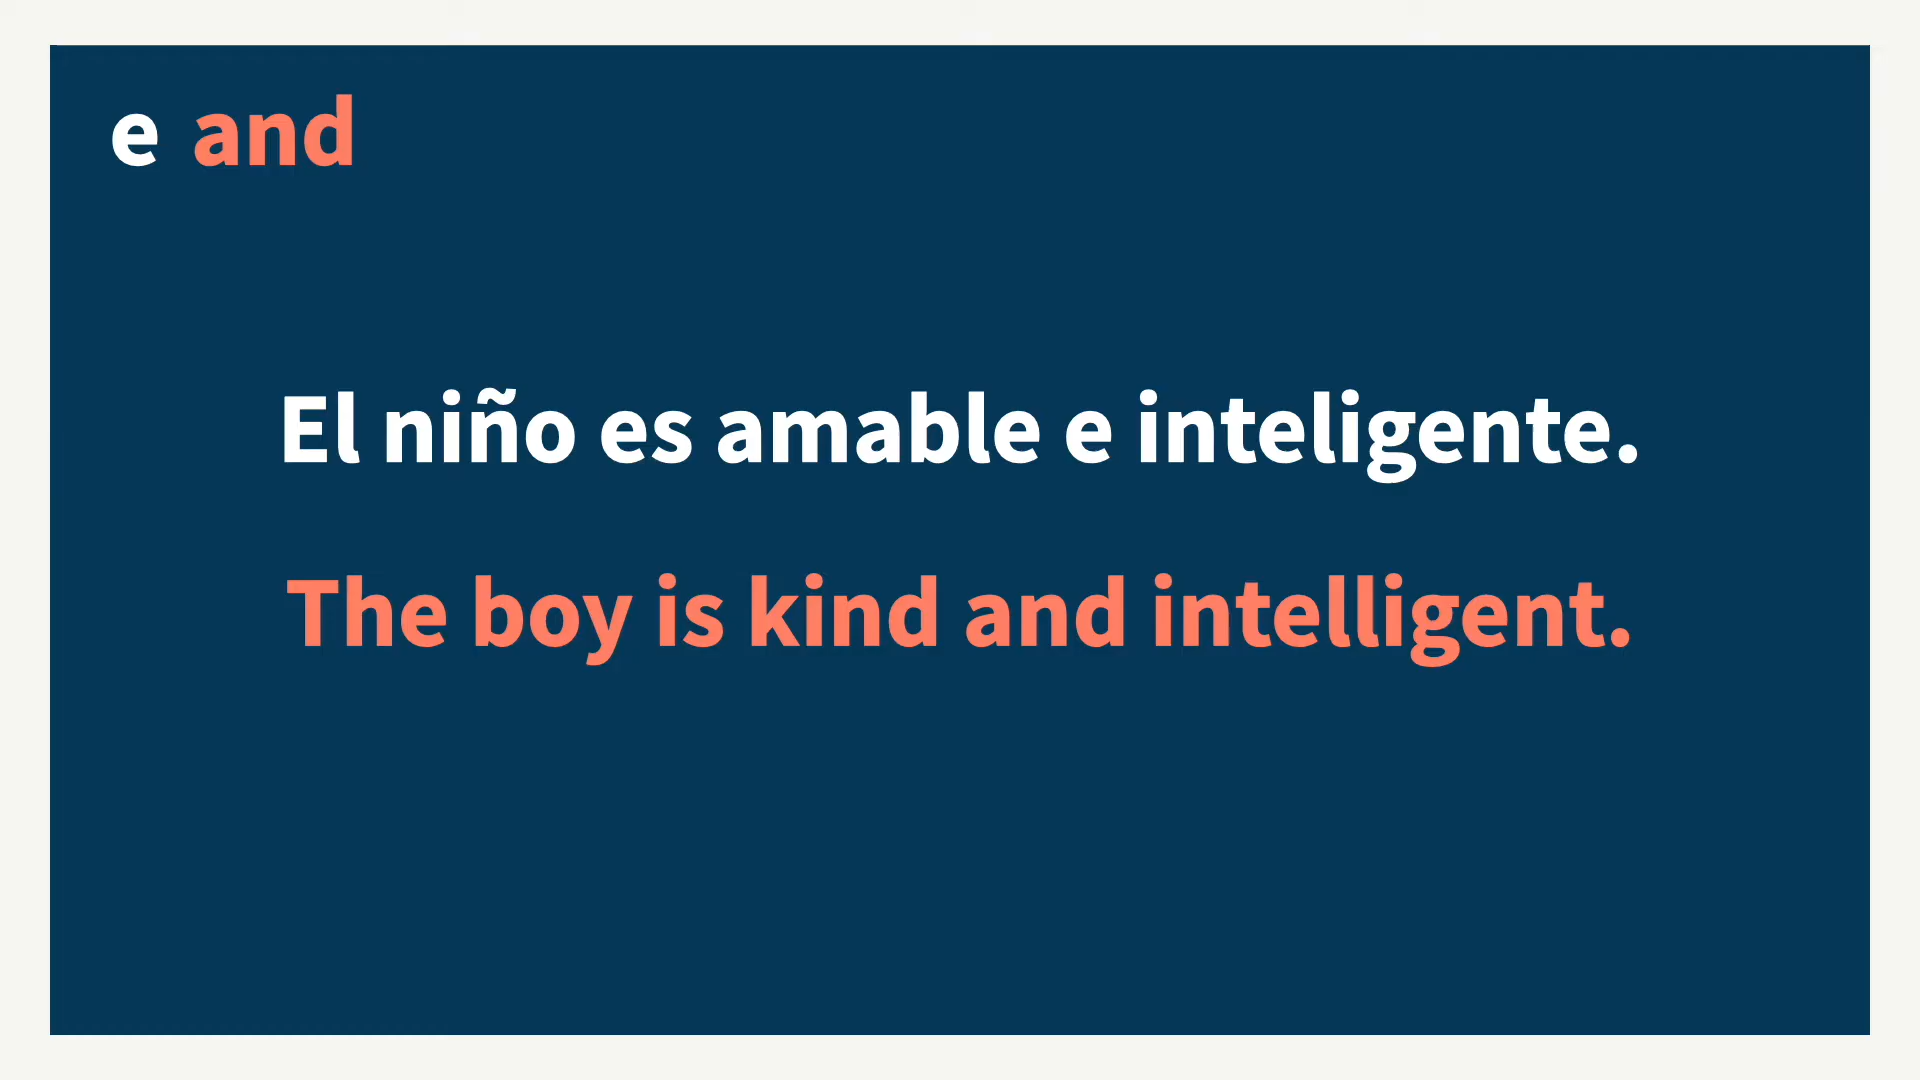 e and
El niño es amable e inteligente.
The boy is kind and intelligent.